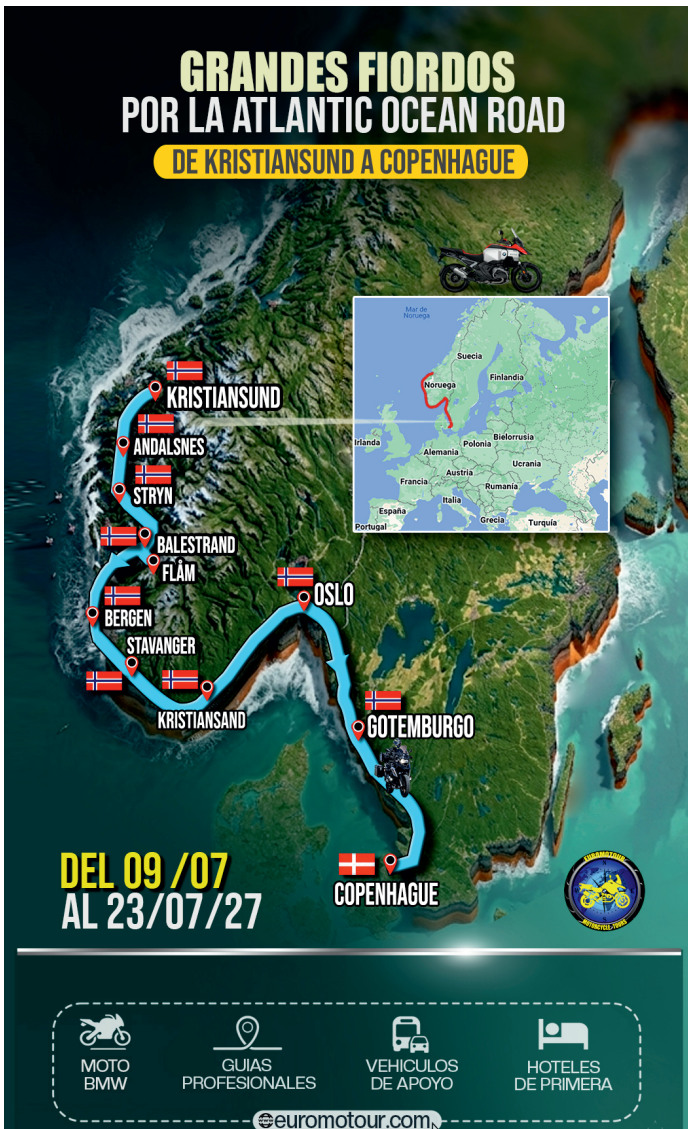 GRANDES FIORDOS
POR LA ATLANTIC OCEAN ROAD
DE KRISTIANSUND A COPENHAGUE
Mar de
Noruega
Suecia
Noruega
Finlandia
Irlanda
Bielorrusia
Polonia
Alemania
Ucrania
Austria
Francia
Rumanía
Italia
España
Grecia
Turquía
Portugal
KRISTIANSUND
ANDALSNES
STRYN
BALESTRAND
FLÅM
OSLO
BERGEN
STAVANGER
KRISTIANSAND
GOTEMBURGO
COPENHAGUE
DEL 09 /07
AL 23/07/27
EUROMOTOUR
MOTORCYCLE-TOURS
MOTO
BMW
GUIAS
PROFESIONALES
VEHICULOS
DE APOYO
HOTELES
DE PRIMERA
euromotour.com